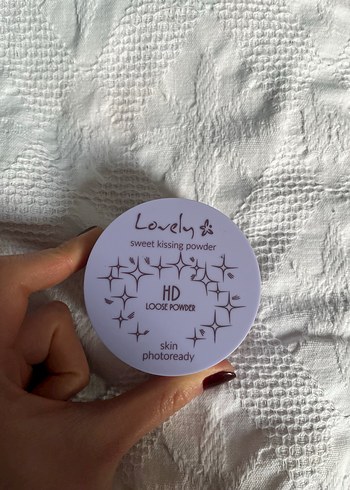 Lovely
sweet kissing powder
HD
LOOSE POWDER
skin
photoready